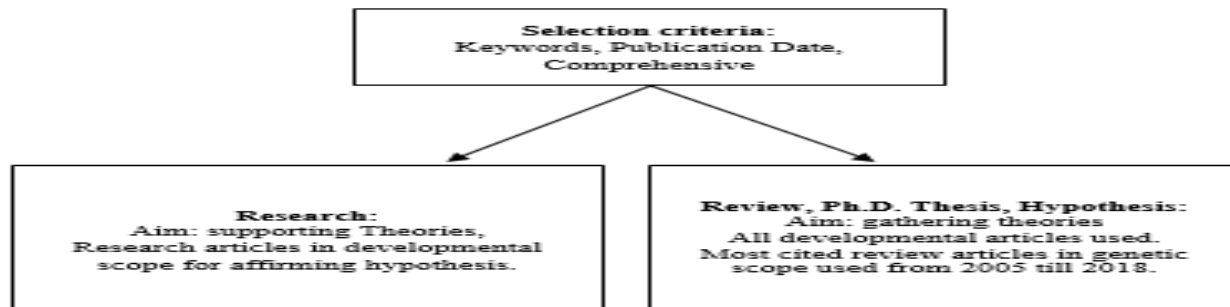 Selection criteria:
Keywords, Publication Date,
Comprehensive
Research:
Aim: supporting Theories,
Research articles in developmental
scope for affirming hypothesis.
Review, Ph.D. Thesis, Hypothesis:
Aim: gathering theories
All developmental articles used.
Most cited review articles in genetic
scope used from 2005 till 2018.